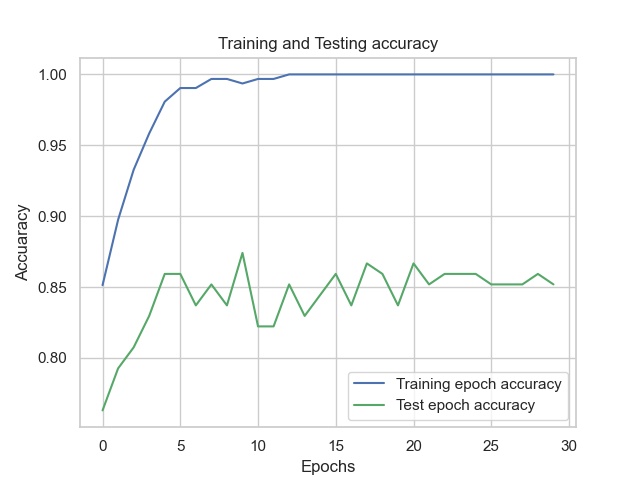 Training and Testing accuracy
1.00
0.95
0.90
0.85
0.80
Accuaracy
Training epoch accuracy
Test epoch accuracy
0 5 10 15 20 25 30
Epochs